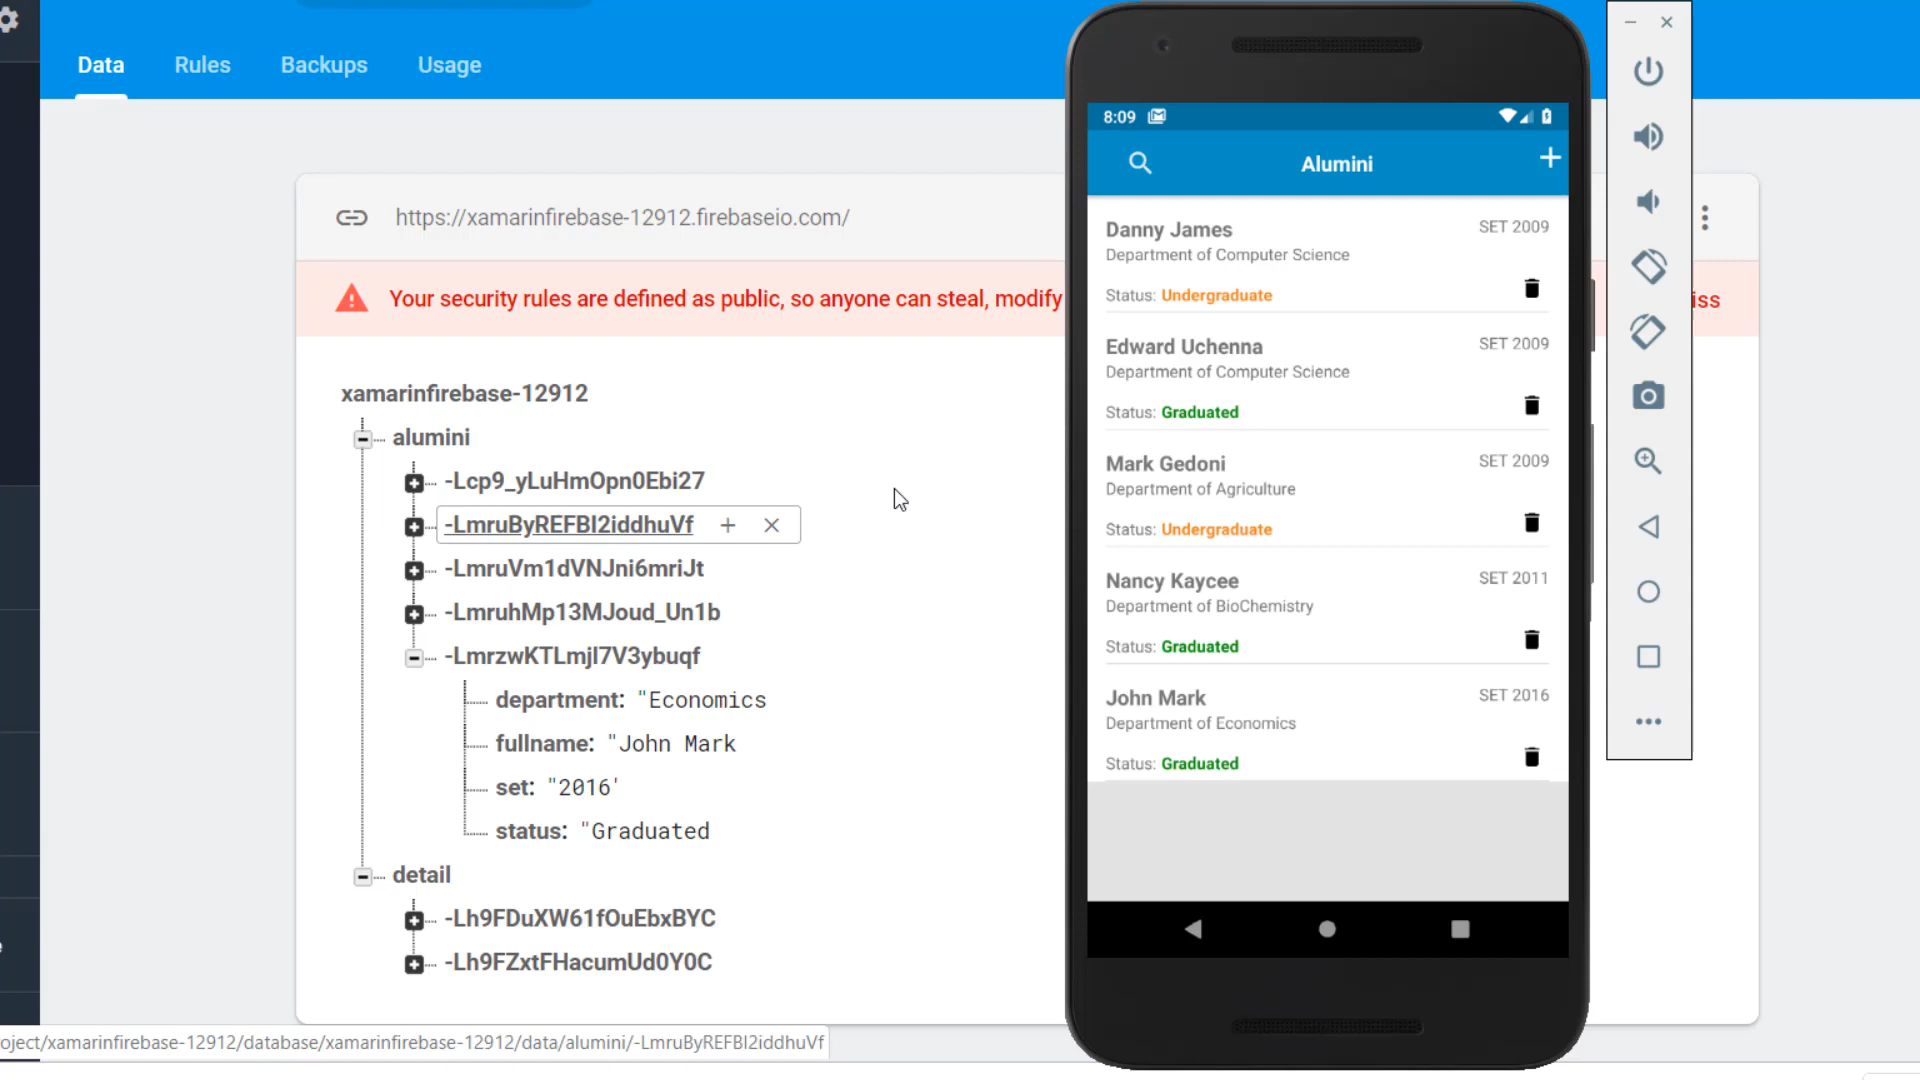 Data Rules Backups Usage
https://xamarinfirebase-12912.firebaseio.com/
Your security rules are defined as public, so anyone can steal, modify
iss
xamarinfirebase-12912
alumini
-Lcp9_yLuHmOpn0Ebi27
-LmruByREFBI2iddhuVf
-LmruVm1dVNJni6mriJt
-LmruhMp13MJoud_Un1b
-LmrzwKTLmjI7V3ybuqf
department: "Economics
fullname: "John Mark
set: "2016'
status: "Graduated
detail
-Lh9FDuXW61fOuEbxBYC
-Lh9FZxtFHacumUd0Y0C
oject/xamarinfirebase-12912/database/xamarinfirebase-12912/data/alumini/-LmruByREFBI2iddhuVf
8:09
Alumini
Danny James SET 2009
Department of Computer Science
Status: Undergraduate
Edward Uchenna SET 2009
Department of Computer Science
Status: Graduated
Mark Gedoni SET 2009
Department of Agriculture
Status: Undergraduate
Nancy Kaycee SET 2011
Department of BioChemistry
Status: Graduated
John Mark SET 2016
Department of Economics
Status: Graduated